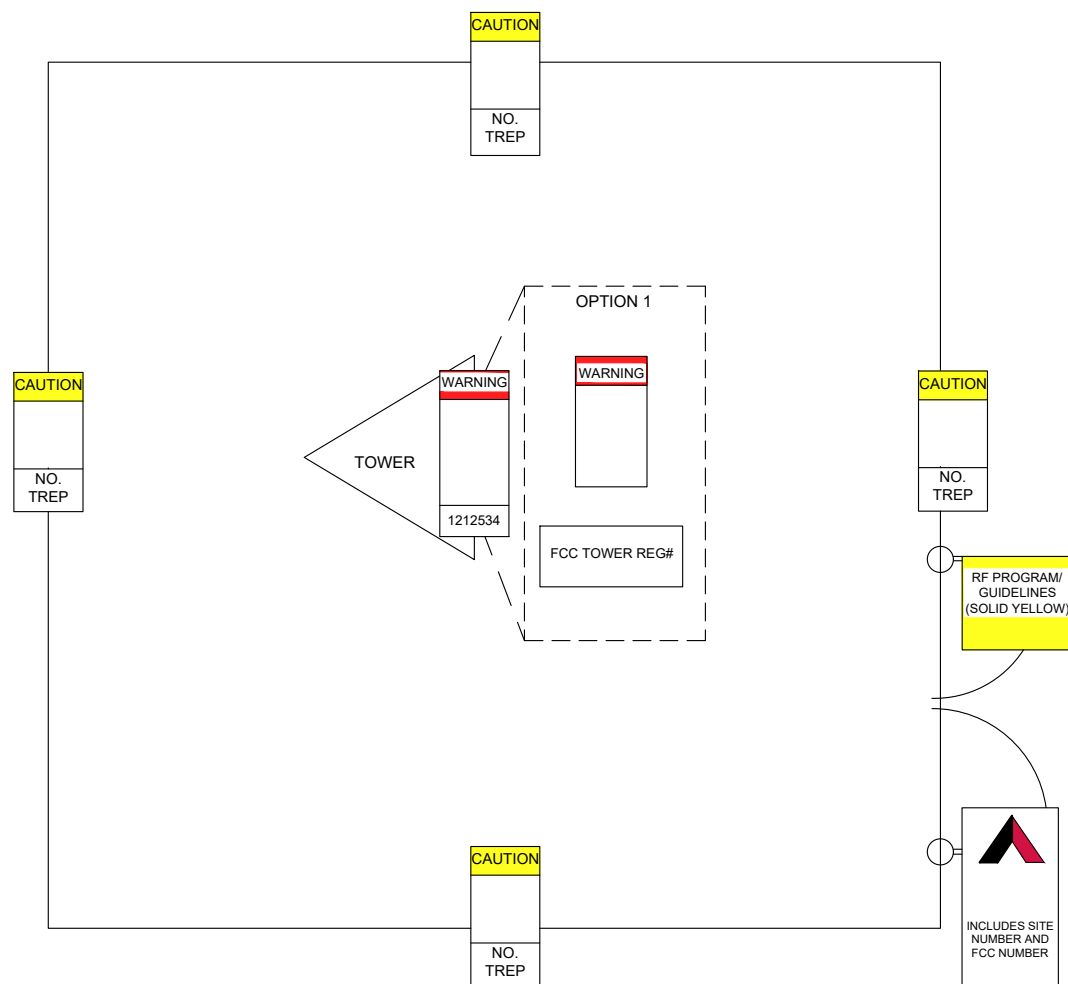 CAUTION
NO.
TREP
OPTION 1
WARNING
WARNING
TOWER
1212534
FCC TOWER REG#
CAUTION
NO.
TREP
CAUTION
NO.
TREP
RF PROGRAM/
GUIDELINES
(SOLID YELLOW)
CAUTION
NO.
TREP
INCLUDES SITE
NUMBER AND
FCC NUMBER